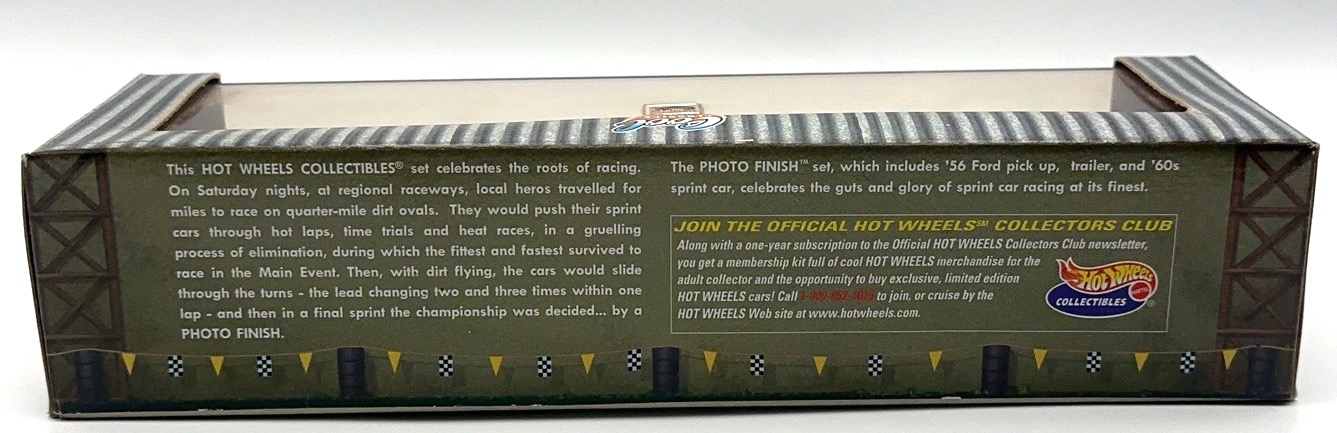 This HOT WHEELS COLLECTIBLES® set celebrates the roots of racing.
On Saturday nights, at regional raceways, local heros travelled for
miles to race on quarter-mile dirt ovals. They would push their sprint
cars through hot laps, time trials and heat races, in a gruelling
process of elimination, during which the fittest and fastest survived to
race in the Main Event. Then, with dirt flying, the cars would slide
through the turns - the lead changing two and three times within one
lap - and then in a final sprint the championship was decided... by a
PHOTO FINISH.
The PHOTO FINISH™ set, which includes '56 Ford pick up, trailer, and '60s
sprint car, celebrates the guts and glory of sprint car racing at its finest.
JOIN THE OFFICIAL HOT WHEELS℠ COLLECTORS CLUB
Along with a one-year subscription to the Official HOT WHEELS Collectors Club newsletter,
you get a membership kit full of cool HOT WHEELS merchandise for the
adult collector and the opportunity to buy exclusive, limited edition
HOT WHEELS cars! Call 1-800-852-1075 to join, or cruise by the
HOT WHEELS Web site at www.hotwheels.com.
Hot Wheels
COLLECTIBLES®